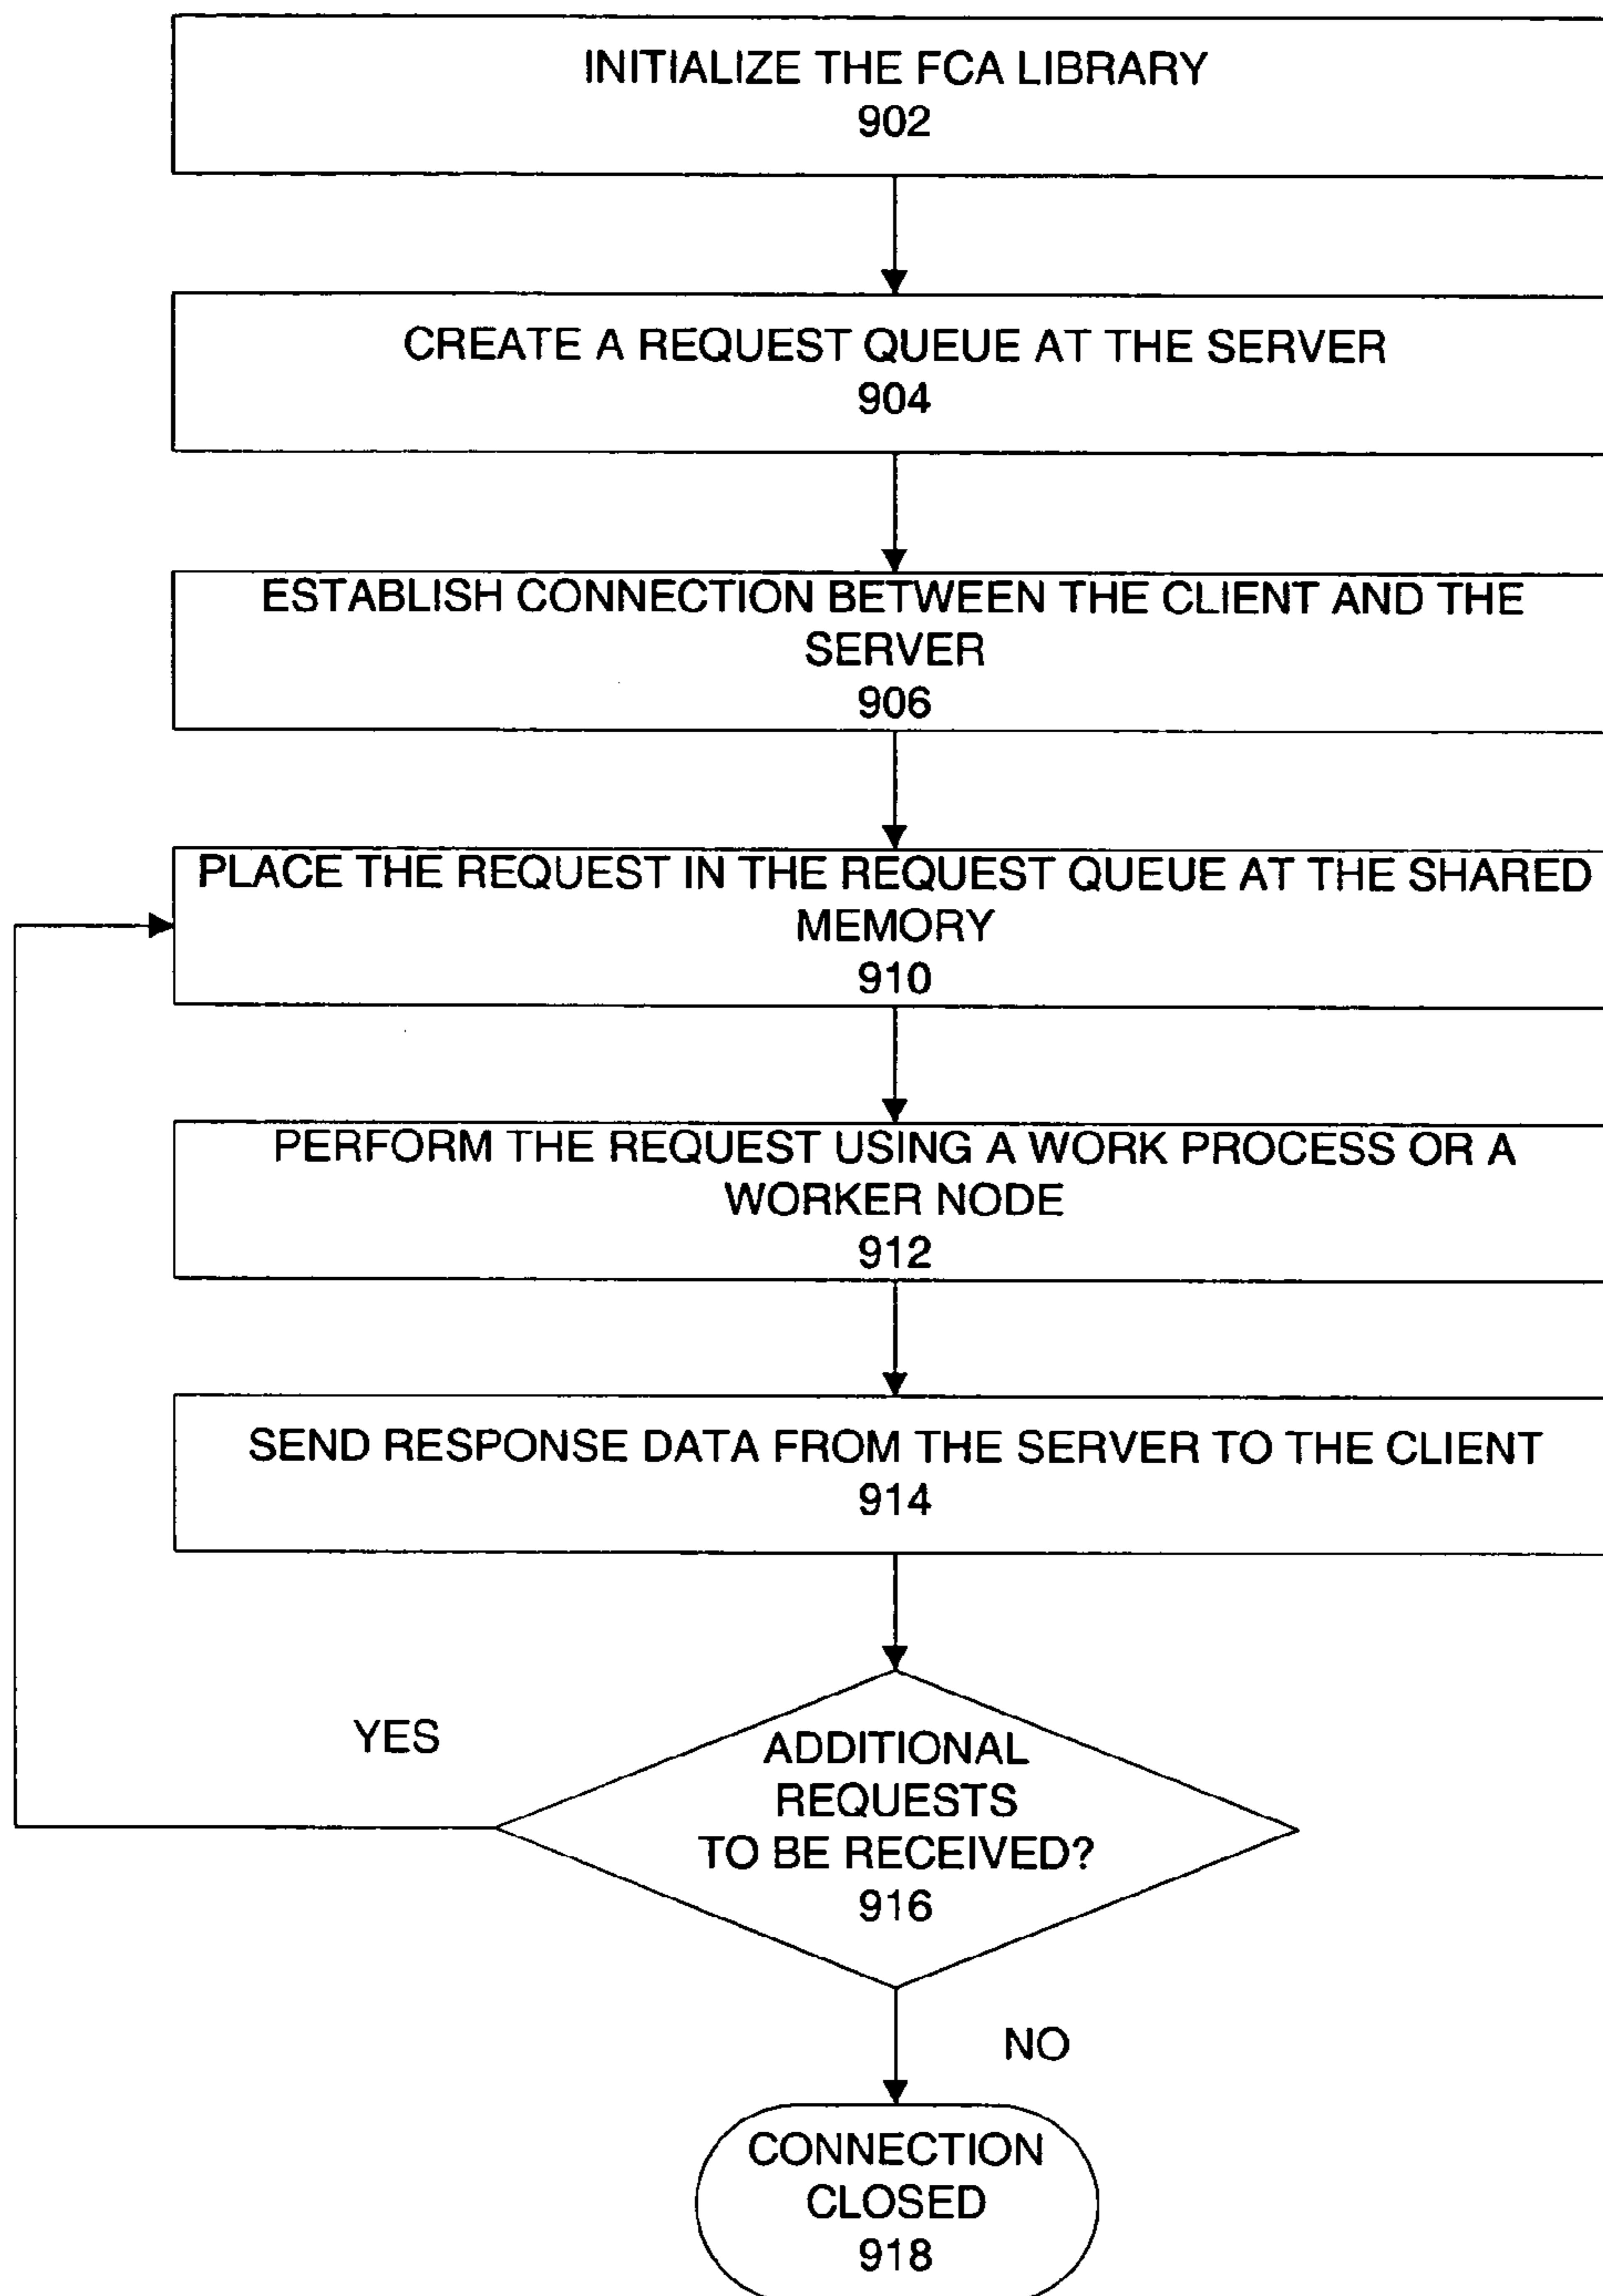 INITIALIZE THE FCA LIBRARY
902
CREATE A REQUEST QUEUE AT THE SERVER
904
ESTABLISH CONNECTION BETWEEN THE CLIENT AND THE
SERVER
906
PLACE THE REQUEST IN THE REQUEST QUEUE AT THE SHARED
MEMORY
910
PERFORM THE REQUEST USING A WORK PROCESS OR A
WORKER NODE
912
SEND RESPONSE DATA FROM THE SERVER TO THE CLIENT
914
YES
ADDITIONAL
REQUESTS
TO BE RECEIVED?
916
NO
CONNECTION
CLOSED
918